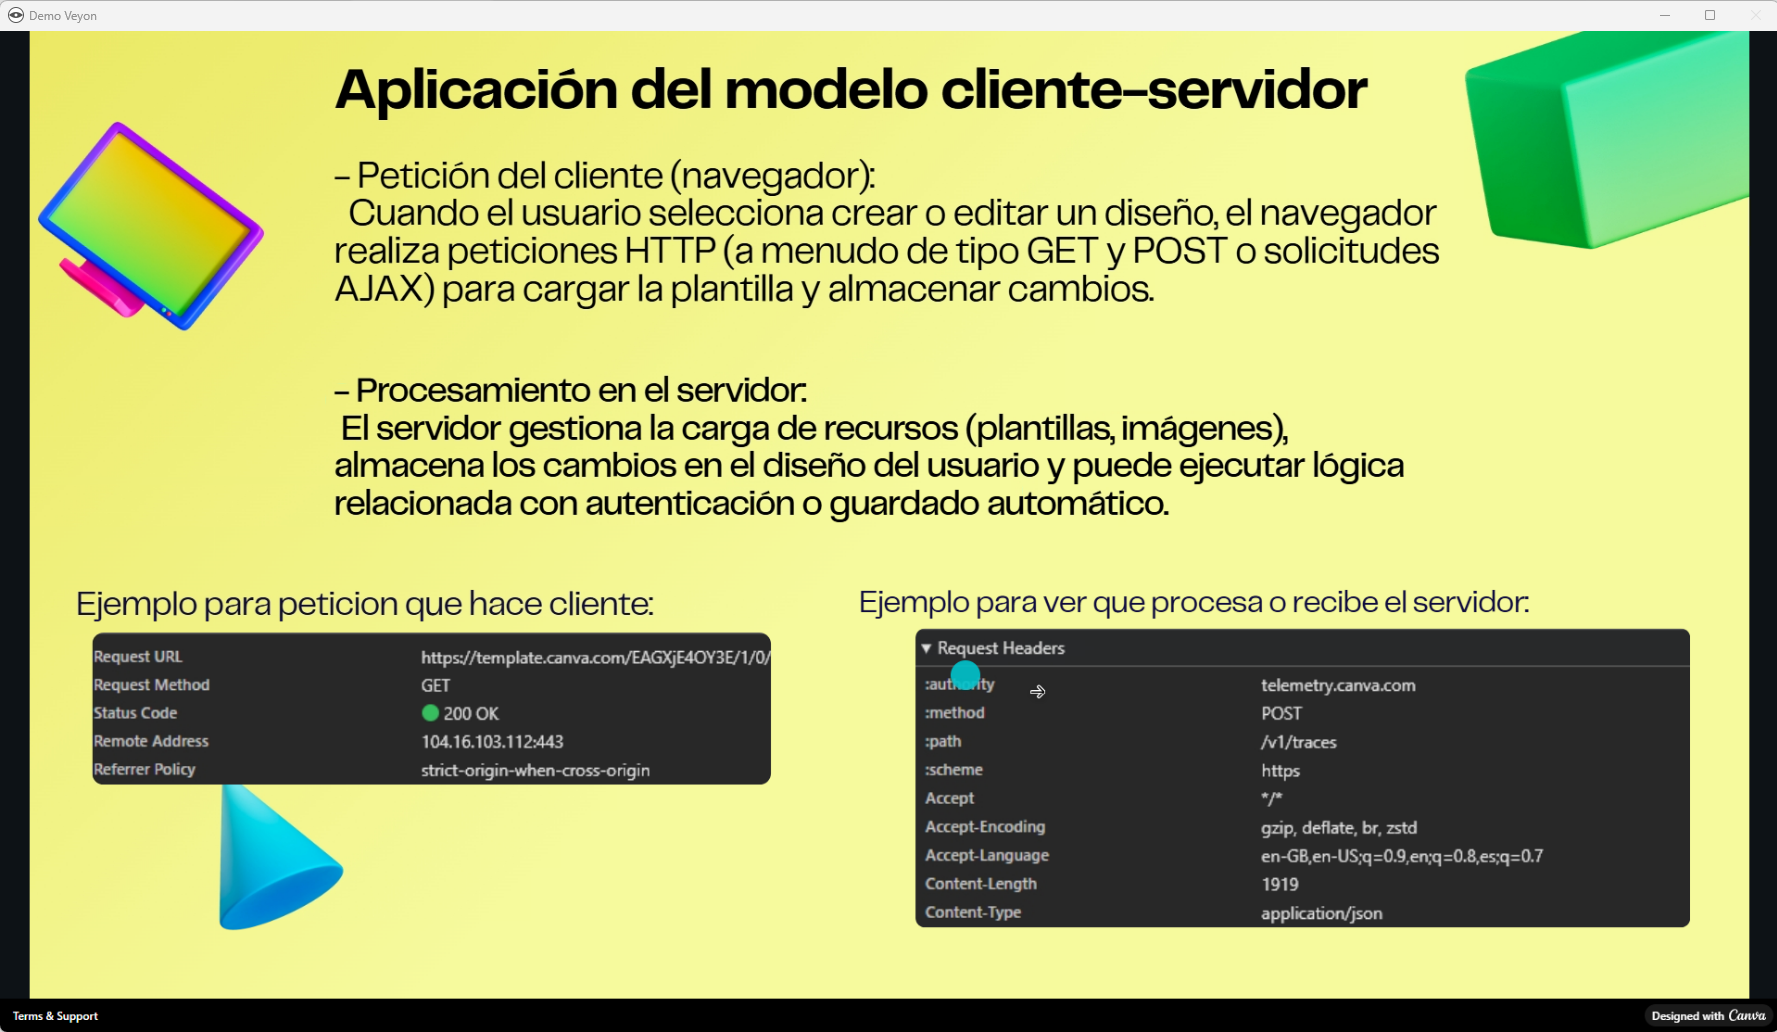 Demo Veyon
Aplicación del modelo cliente-servidor
- Petición del cliente (navegador):
Cuando el usuario selecciona crear o editar un diseño, el navegador
realiza peticiones HTTP (a menudo de tipo GET y POST o solicitudes
AJAX) para cargar la plantilla y almacenar cambios.
- Procesamiento en el servidor:
El servidor gestiona la carga de recursos (plantillas, imágenes),
almacena los cambios en el diseño del usuario y puede ejecutar lógica
relacionada con autenticación o guardado automático.
Ejemplo para peticion que hace cliente:
Request URL https://template.canva.com/EAGXjE4OY3E/1/0/
Request Method GET
Status Code 200 OK
Remote Address 104.16.103.112:443
Referrer Policy strict-origin-when-cross-origin
Ejemplo para ver que procesa o recibe el servidor:
Request Headers
:authority telemetry.canva.com
:method POST
:path /v1/traces
:scheme https
Accept */*
Accept-Encoding gzip, deflate, br, zstd
Accept-Language en-GB,en-US;q=0.9,en;q=0.8,es;q=0.7
Content-Length 1919
Content-Type application/json
Terms & Support
Designed with Canva